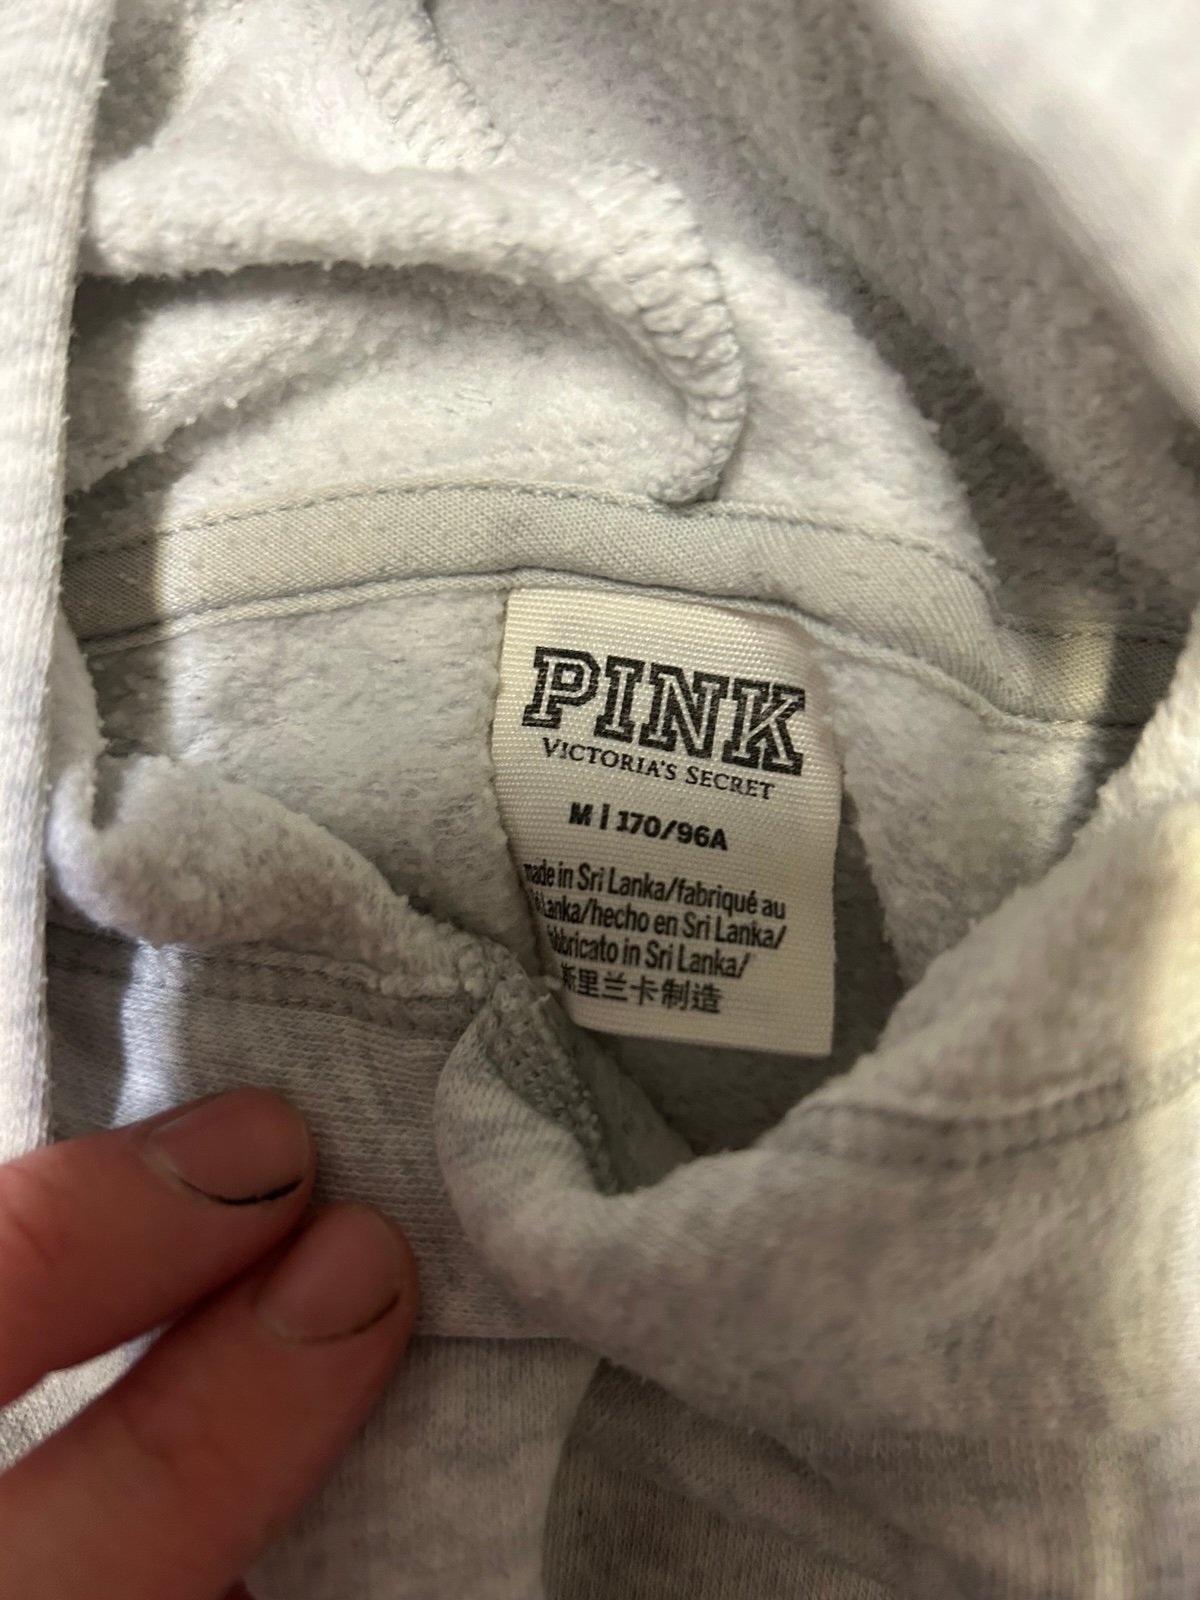 PINK
VICTORIA'S SECRET
M | 170/96A
made in Sri Lanka/fabriqué au
Lanka/hecho en Sri Lanka/
fabbricato in Sri Lanka/
斯里兰卡制造